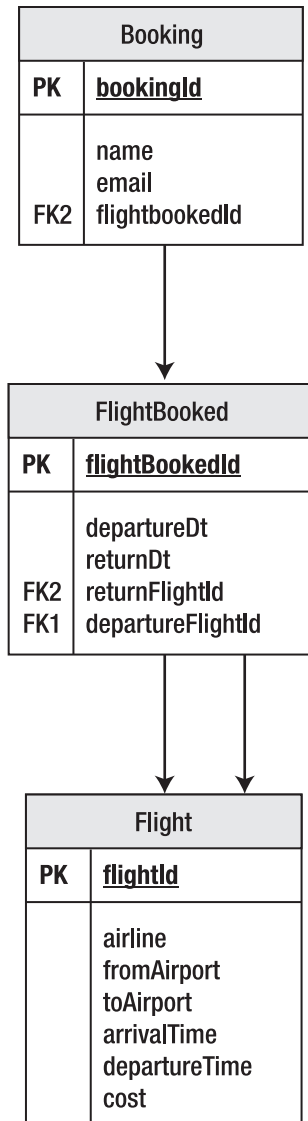 Booking
PK bookingId
name
email
FK2 flightbookedId
FlightBooked
PK flightBookedId
departureDt
returnDt
FK2 returnFlightId
FK1 departureFlightId
Flight
PK flightId
airline
fromAirport
toAirport
arrivalTime
departureTime
cost